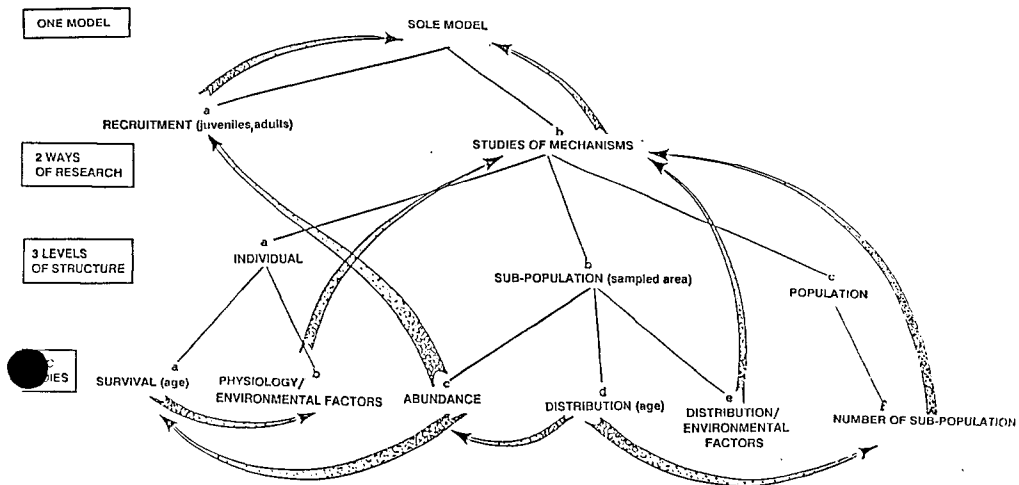 ONE MODEL
SOLE MODEL
a
RECRUITMENT (juveniles,adults)
b
STUDIES OF MECHANISMS
2 WAYS
OF RESEARCH
3 LEVELS
OF STRUCTURE
a
INDIVIDUAL
b
SUB-POPULATION (sampled area)
c
POPULATION
a
SURVIVAL (age)
b
PHYSIOLOGY/
ENVIRONMENTAL FACTORS
c
ABUNDANCE
d
DISTRIBUTION (age)
e
DISTRIBUTION/
ENVIRONMENTAL
FACTORS
f
NUMBER OF SUB-POPULATION